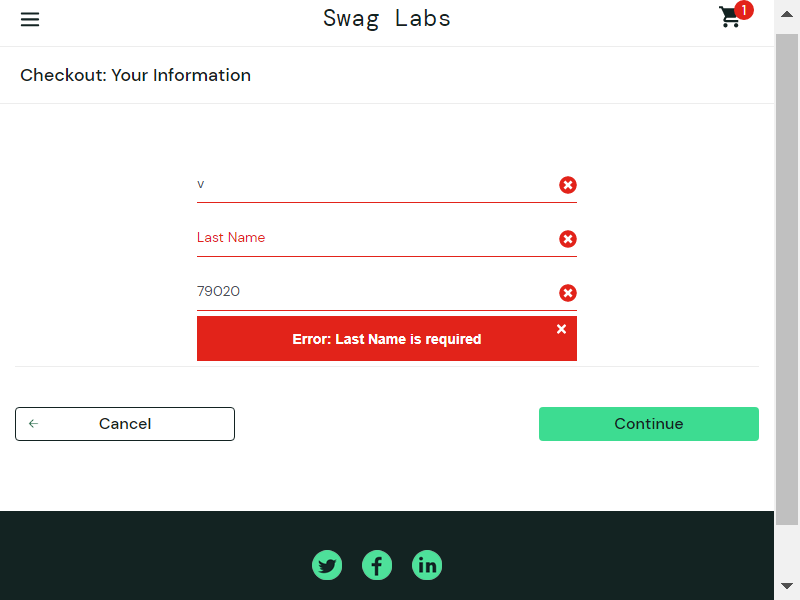 Swag Labs
1
Checkout: Your Information
v
Last Name
79020
Error: Last Name is required
Cancel
Continue